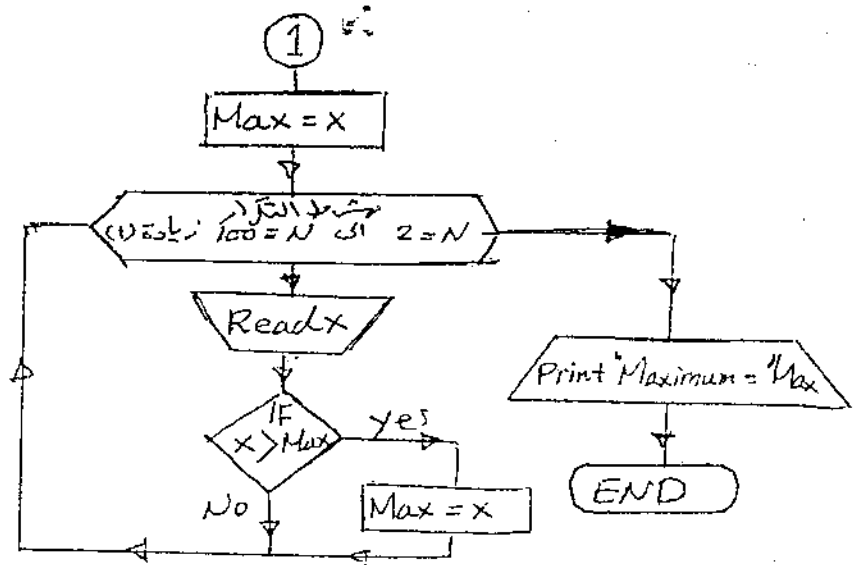 1
Max = x
شرط التكرار
2 = N الى 100 = N زيادة (1)
Read x
IF
x > Max
yes
No
Max = x
Print "Maximum = "Max
END